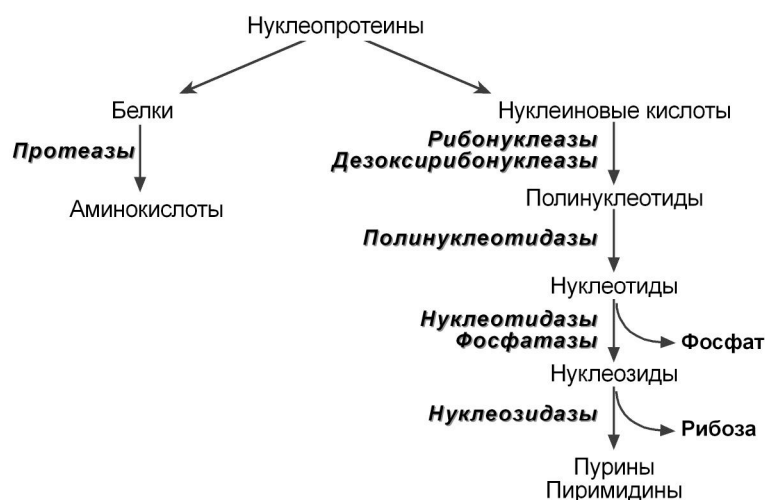 Нуклеопротеины
Белки
Нуклеиновые кислоты
Протеазы
Рибонуклеазы
Дезоксирибонуклеазы
Аминокислоты
Полинуклеотиды
Полинуклеотидазы
Нуклеотиды
Нуклеотидазы
Фосфатазы
Фосфат
Нуклеозиды
Нуклеозидазы
Рибоза
Пурины
Пиримидины